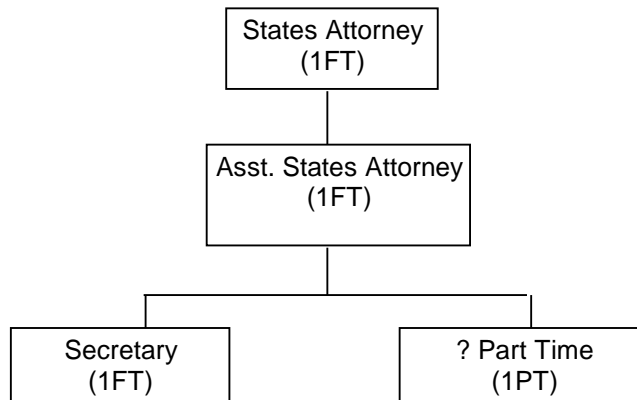 States Attorney
(1FT)
Asst. States Attorney
(1FT)
Secretary
(1FT)
? Part Time
(1PT)